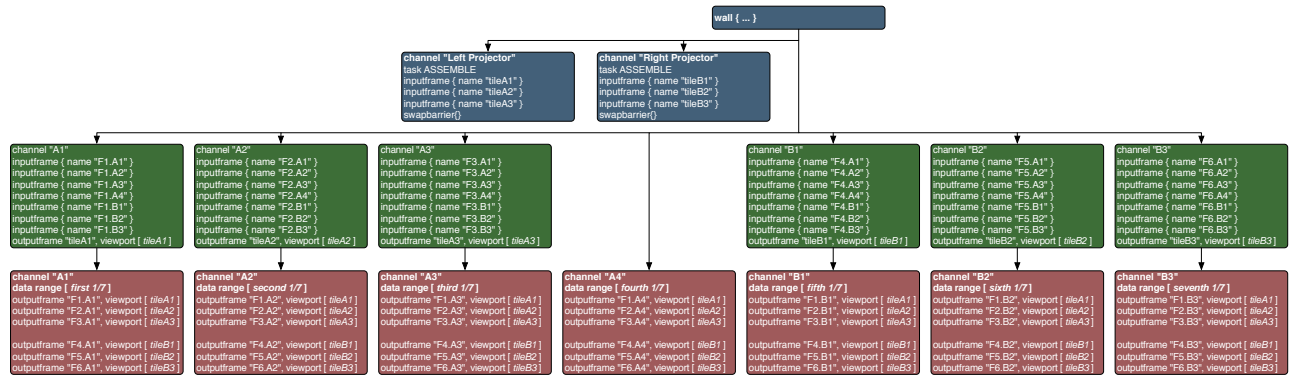 wall { ... }
channel "Left Projector"
task ASSEMBLE
inputframe { name "tileA1" }
inputframe { name "tileA2" }
inputframe { name "tileA3" }
swapbarrier{}
channel "Right Projector"
task ASSEMBLE
inputframe { name "tileB1" }
inputframe { name "tileB2" }
inputframe { name "tileB3" }
swapbarrier{}
channel "A1"
inputframe { name "F1.A1" }
inputframe { name "F1.A2" }
inputframe { name "F1.A3" }
inputframe { name "F1.A4" }
inputframe { name "F1.B1" }
inputframe { name "F1.B2" }
inputframe { name "F1.B3" }
outputframe "tileA1", viewport [ tileA1 ]
channel "A2"
inputframe { name "F2.A1" }
inputframe { name "F2.A2" }
inputframe { name "F2.A3" }
inputframe { name "F2.A4" }
inputframe { name "F2.B1" }
inputframe { name "F2.B2" }
inputframe { name "F2.B3" }
outputframe "tileA2", viewport [ tileA2 ]
channel "A3"
inputframe { name "F3.A1" }
inputframe { name "F3.A2" }
inputframe { name "F3.A3" }
inputframe { name "F3.A4" }
inputframe { name "F3.B1" }
inputframe { name "F3.B2" }
inputframe { name "F3.B3" }
outputframe "tileA3", viewport [ tileA3 ]
channel "B1"
inputframe { name "F4.A1" }
inputframe { name "F4.A2" }
inputframe { name "F4.A3" }
inputframe { name "F4.A4" }
inputframe { name "F4.B1" }
inputframe { name "F4.B2" }
inputframe { name "F4.B3" }
outputframe "tileB1", viewport [ tileB1 ]
channel "B2"
inputframe { name "F5.A1" }
inputframe { name "F5.A2" }
inputframe { name "F5.A3" }
inputframe { name "F5.A4" }
inputframe { name "F5.B1" }
inputframe { name "F5.B2" }
inputframe { name "F5.B3" }
outputframe "tileB2", viewport [ tileB2 ]
channel "B3"
inputframe { name "F6.A1" }
inputframe { name "F6.A2" }
inputframe { name "F6.A3" }
inputframe { name "F6.A4" }
inputframe { name "F6.B1" }
inputframe { name "F6.B2" }
inputframe { name "F6.B3" }
outputframe "tileB3", viewport [ tileB3 ]
channel "A1"
data range [ first 1/7 ]
outputframe "F1.A1", viewport [ tileA1 ]
outputframe "F2.A1", viewport [ tileA2 ]
outputframe "F3.A1", viewport [ tileA3 ]
outputframe "F4.A1", viewport [ tileB1 ]
outputframe "F5.A1", viewport [ tileB2 ]
outputframe "F6.A1", viewport [ tileB3 ]
channel "A2"
data range [ second 1/7 ]
outputframe "F1.A2", viewport [ tileA1 ]
outputframe "F2.A2", viewport [ tileA2 ]
outputframe "F3.A2", viewport [ tileA3 ]
outputframe "F4.A2", viewport [ tileB1 ]
outputframe "F5.A2", viewport [ tileB2 ]
outputframe "F6.A2", viewport [ tileB3 ]
channel "A3"
data range [ third 1/7 ]
outputframe "F1.A3", viewport [ tileA1 ]
outputframe "F2.A3", viewport [ tileA2 ]
outputframe "F3.A3", viewport [ tileA3 ]
outputframe "F4.A3", viewport [ tileB1 ]
outputframe "F5.A3", viewport [ tileB2 ]
outputframe "F6.A3", viewport [ tileB3 ]
channel "A4"
data range [ fourth 1/7 ]
outputframe "F1.A4", viewport [ tileA1 ]
outputframe "F2.A4", viewport [ tileA2 ]
outputframe "F3.A4", viewport [ tileA3 ]
outputframe "F4.A4", viewport [ tileB1 ]
outputframe "F5.A4", viewport [ tileB2 ]
outputframe "F6.A4", viewport [ tileB3 ]
channel "B1"
data range [ fifth 1/7 ]
outputframe "F1.B1", viewport [ tileA1 ]
outputframe "F2.B1", viewport [ tileA2 ]
outputframe "F3.B1", viewport [ tileA3 ]
outputframe "F4.B1", viewport [ tileB1 ]
outputframe "F5.B1", viewport [ tileB2 ]
outputframe "F6.B1", viewport [ tileB3 ]
channel "B2"
data range [ sixth 1/7 ]
outputframe "F1.B2", viewport [ tileA1 ]
outputframe "F2.B2", viewport [ tileA2 ]
outputframe "F3.B2", viewport [ tileA3 ]
outputframe "F4.B2", viewport [ tileB1 ]
outputframe "F5.B2", viewport [ tileB2 ]
outputframe "F6.B2", viewport [ tileB3 ]
channel "B3"
data range [ seventh 1/7 ]
outputframe "F1.B3", viewport [ tileA1 ]
outputframe "F2.B3", viewport [ tileA2 ]
outputframe "F3.B3", viewport [ tileA3 ]
outputframe "F4.B3", viewport [ tileB1 ]
outputframe "F5.B3", viewport [ tileB2 ]
outputframe "F6.B3", viewport [ tileB3 ]